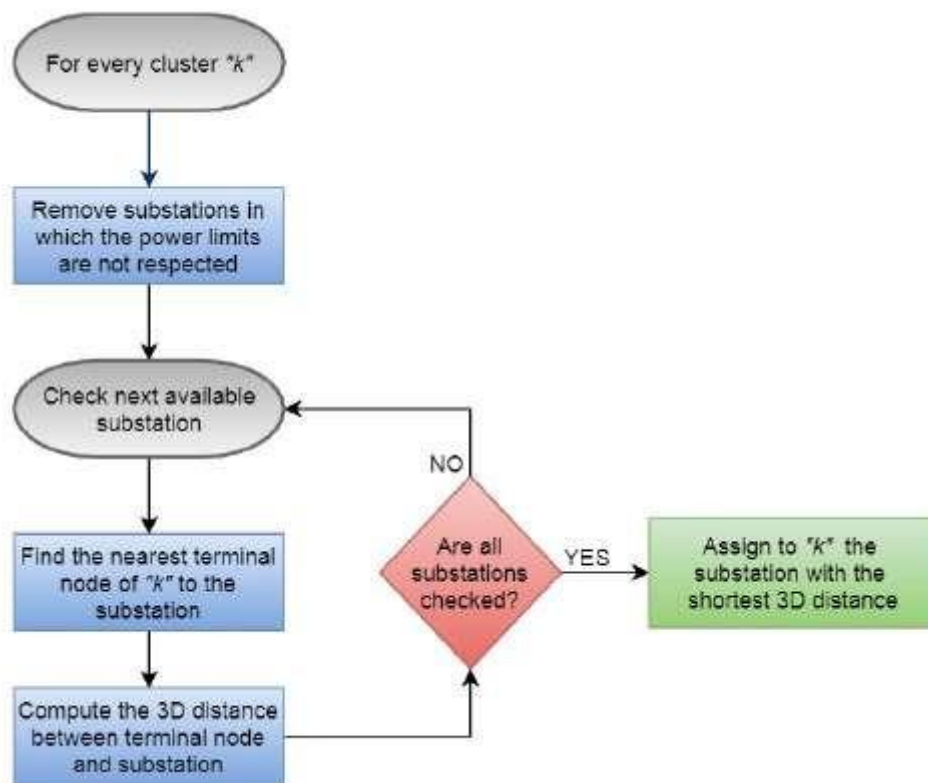 For every cluster "k"
Remove substations in
which the power limits
are not respected
Check next available
substation
NO
Find the nearest terminal
node of "k" to the
substation
Are all
substations
checked?
YES
Assign to "k" the
substation with the
shortest 3D distance
Compute the 3D distance
between terminal node
and substation